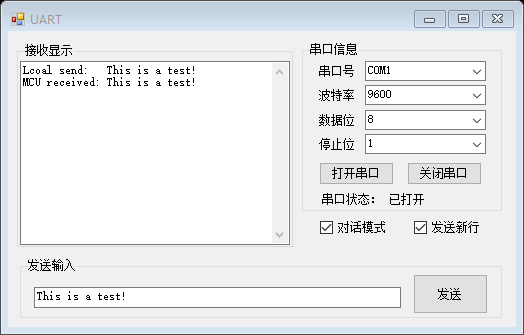 UART
接收显示
Lcoal send:   This is a test!
MCU received: This is a test!
串口信息
串口号 COM1
波特率 9600
数据位 8
停止位 1
打开串口 关闭串口
串口状态： 已打开
对话模式 发送新行
发送输入
This is a test!
发送